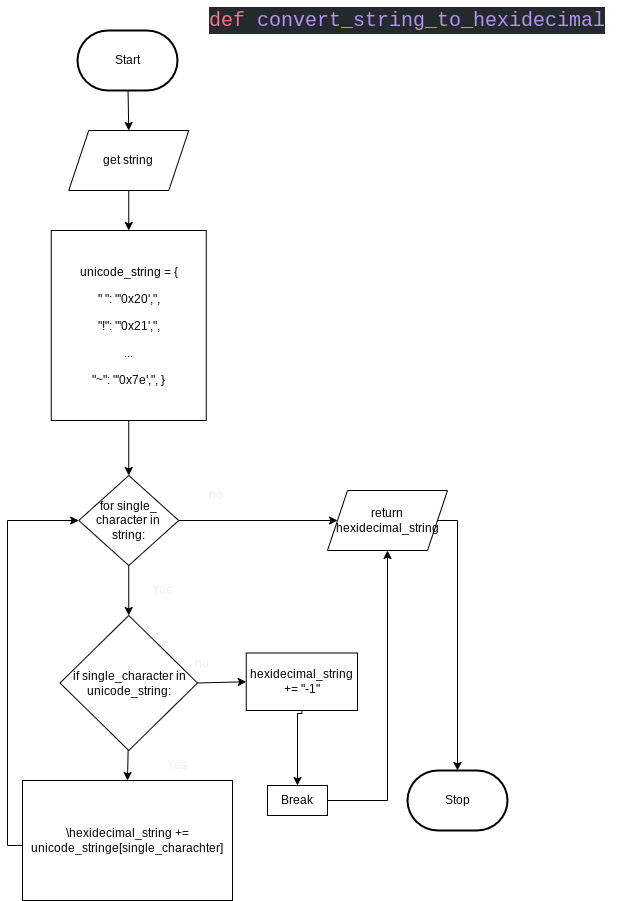 def convert_string_to_hexidecimal
Start
get string
unicode_string = {
" ": "'0x20',",
"!": "'0x21',",
...
"~": "'0x7e',", }
for single_
character in
string:
no
return
hexidecimal_string
Yes
if single_character in
unicode_string:
no
hexidecimal_string
+= "-1"
Yes
Break
Stop
\hexidecimal_string +=
unicode_stringe[single_charachter]